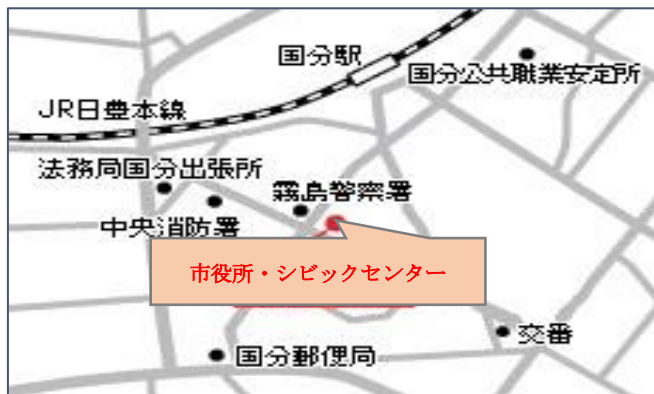 国分駅
国分公共職業安定所
JR日豊本線
法務局国分出張所
霧島警察署
中央消防署
市役所・シビックセンター
交番
国分郵便局